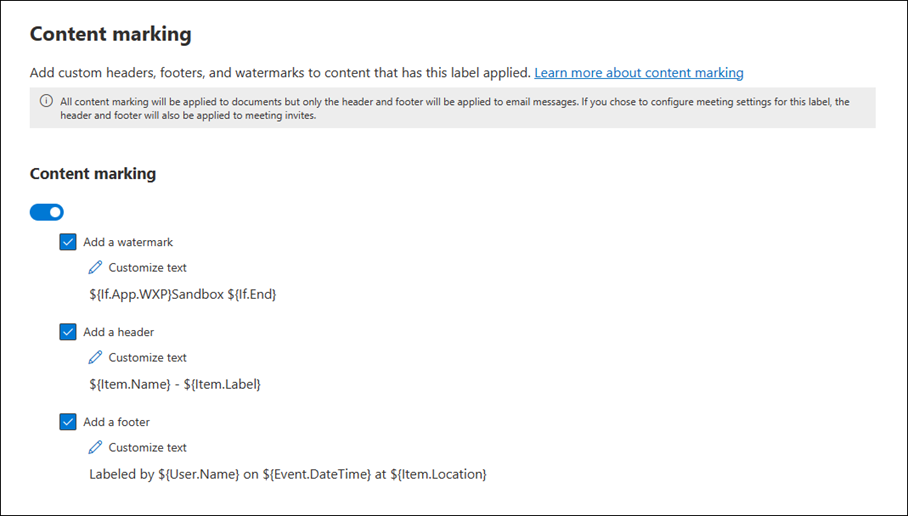 Content marking
Add custom headers, footers, and watermarks to content that has this label applied. Learn more about content marking
All content marking will be applied to documents but only the header and footer will be applied to email messages. If you chose to configure meeting settings for this label, the
header and footer will also be applied to meeting invites.
Content marking
Add a watermark
Customize text
${If.App.WXP}Sandbox ${If.End}
Add a header
Customize text
${Item.Name} - ${Item.Label}
Add a footer
Customize text
Labeled by ${User.Name} on ${Event.DateTime} at ${Item.Location}